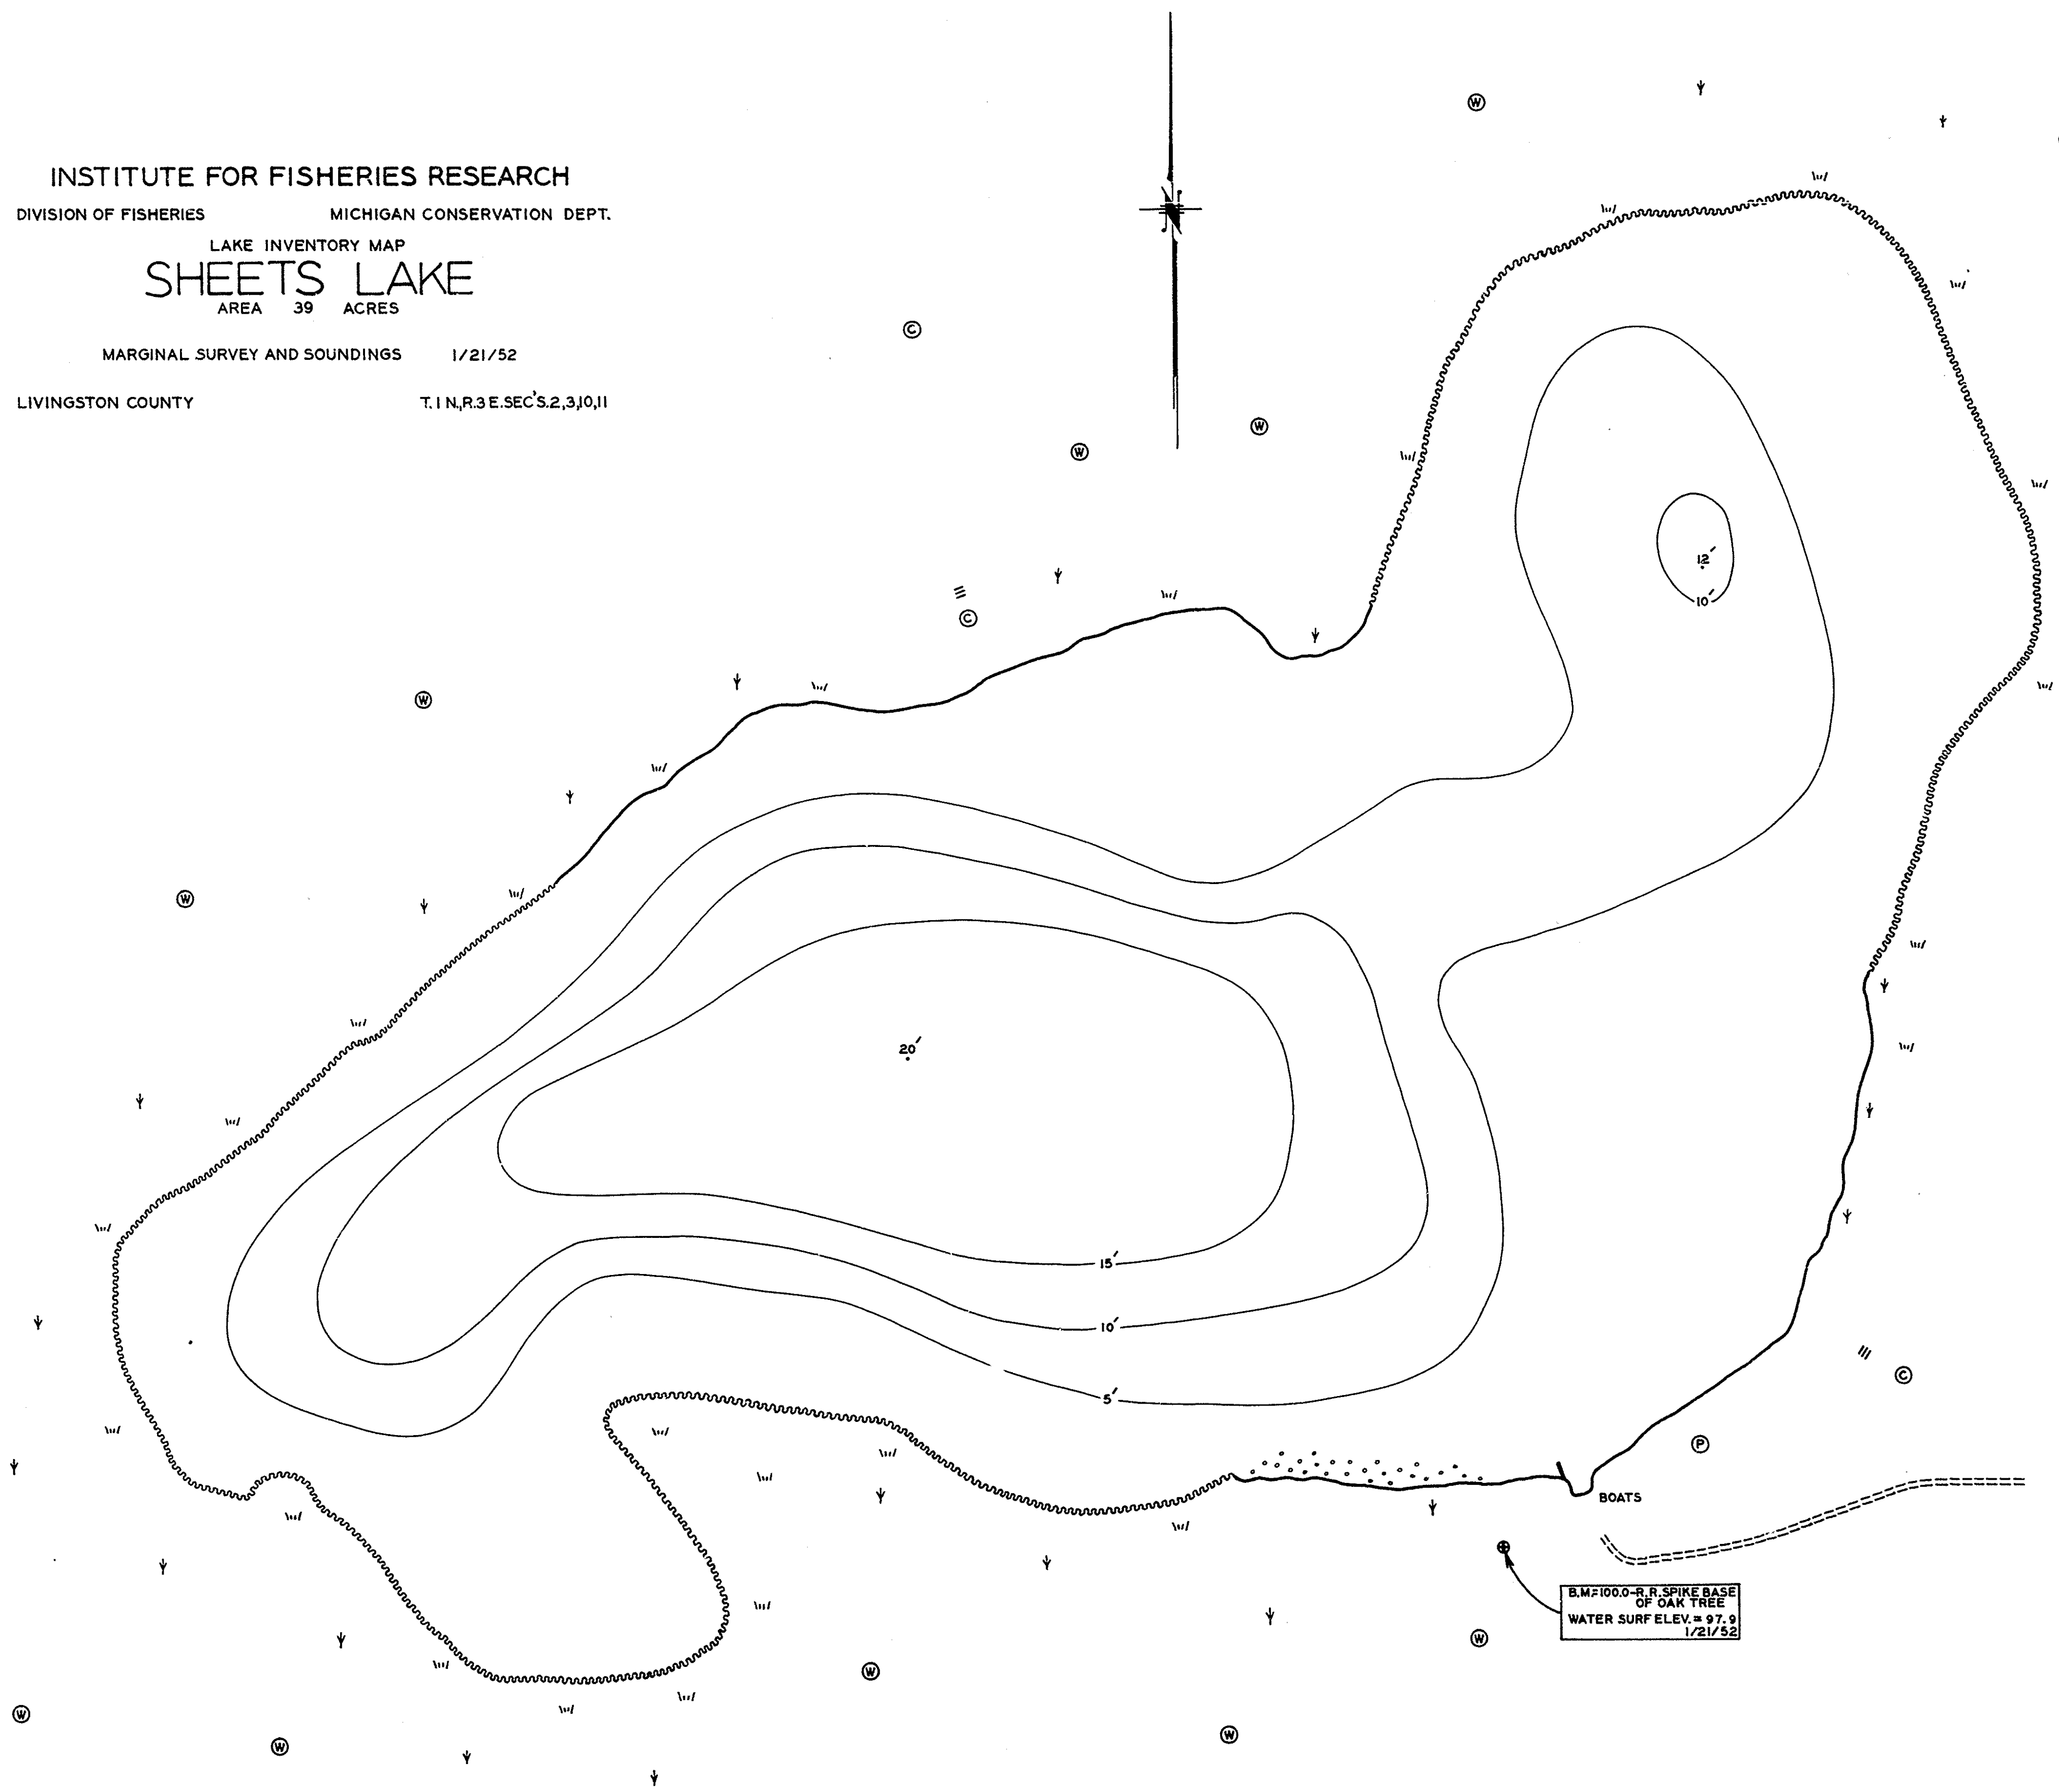 INSTITUTE FOR FISHERIES RESEARCH
DIVISION OF FISHERIES MICHIGAN CONSERVATION DEPT.
LAKE INVENTORY MAP
SHEETS LAKE
AREA 39 ACRES
MARGINAL SURVEY AND SOUNDINGS 1/21/52
LIVINGSTON COUNTY T.1N.,R.3E.SEC'S.2,3,10,11
N
W
C
W
W
12'
10'
C
W
W
20'
15'
10'
5'
C
P
BOATS
B.M.=100.0-R.R.SPIKE BASE
OF OAK TREE
WATER SURF ELEV.=97.9
1/21/52
W
W
W
W
W